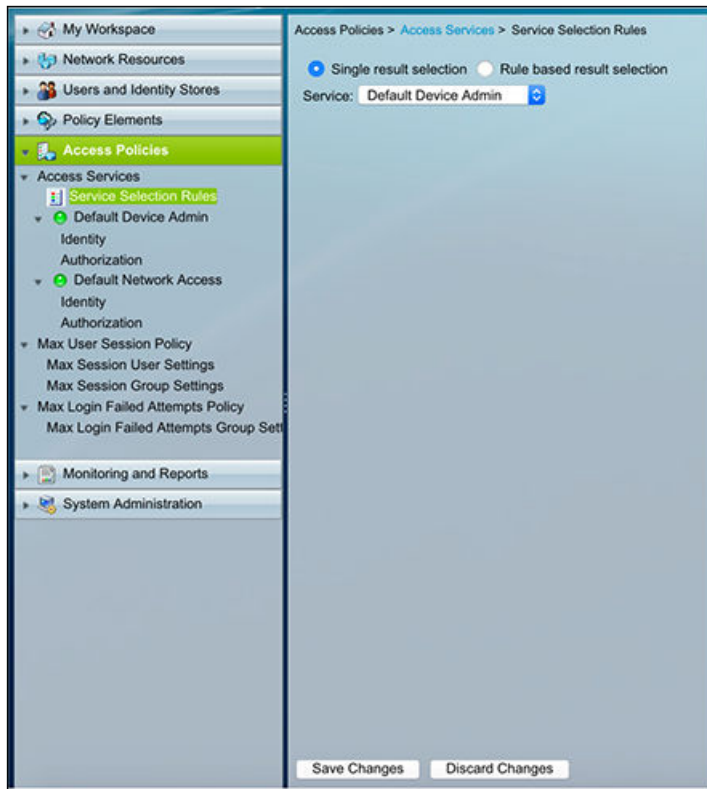 My Workspace
Network Resources
Users and Identity Stores
Policy Elements
Access Policies
Access Services
Service Selection Rules
Default Device Admin
Identity
Authorization
Default Network Access
Identity
Authorization
Max User Session Policy
Max Session User Settings
Max Session Group Settings
Max Login Failed Attempts Policy
Max Login Failed Attempts Group Sett
Monitoring and Reports
System Administration
Access Policies > Access Services > Service Selection Rules
Single result selection Rule based result selection
Service: Default Device Admin
Save Changes Discard Changes